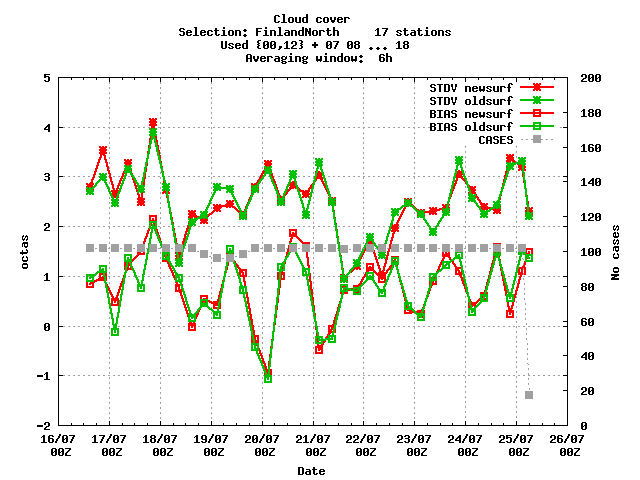 Cloud cover
Selection: FinlandNorth 17 stations
Used {00,12} + 07 08 ... 18
Averaging window: 6h
STDV newsurf
STDV oldsurf
BIAS newsurf
BIAS oldsurf
CASES
5
4
3
2
1
0
-1
-2
octas
200
180
160
140
120
100
80
60
40
20
0
No cases
16/07 17/07 18/07 19/07 20/07 21/07 22/07 23/07 24/07 25/07 26/07
00Z 00Z 00Z 00Z 00Z 00Z 00Z 00Z 00Z 00Z 00Z
Date